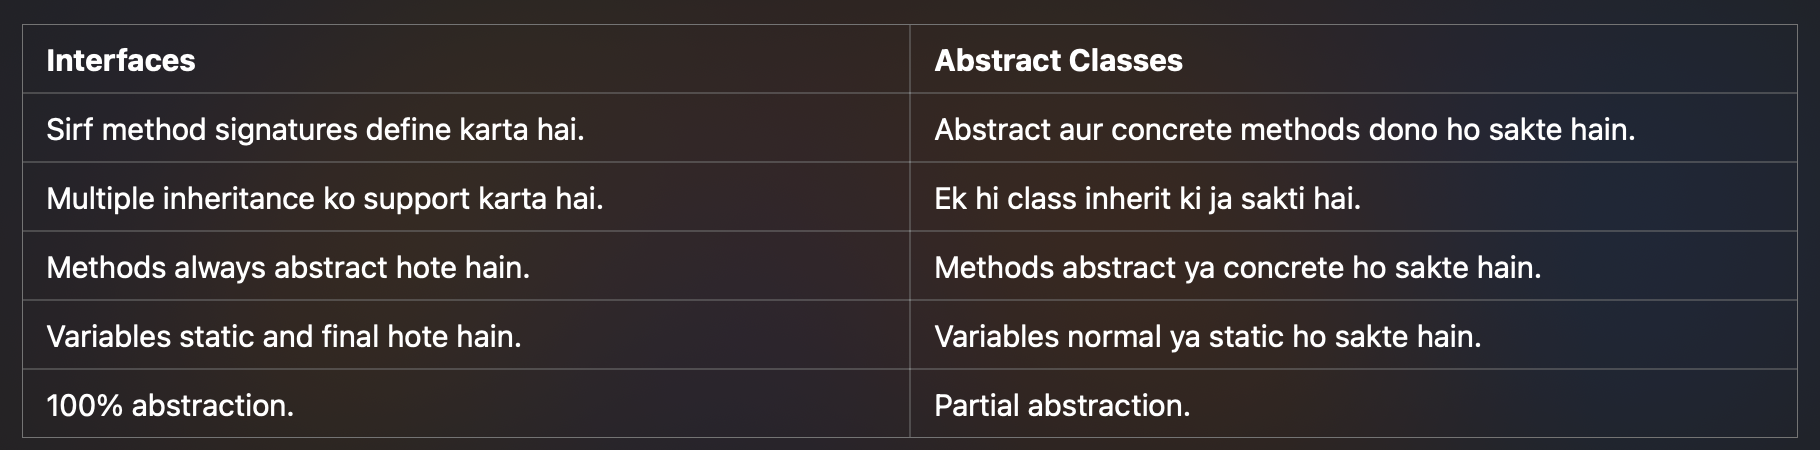 Interfaces
Abstract Classes
Sirf method signatures define karta hai.
Abstract aur concrete methods dono ho sakte hain.
Multiple inheritance ko support karta hai.
Ek hi class inherit ki ja sakti hai.
Methods always abstract hote hain.
Methods abstract ya concrete ho sakte hain.
Variables static and final hote hain.
Variables normal ya static ho sakte hain.
100% abstraction.
Partial abstraction.